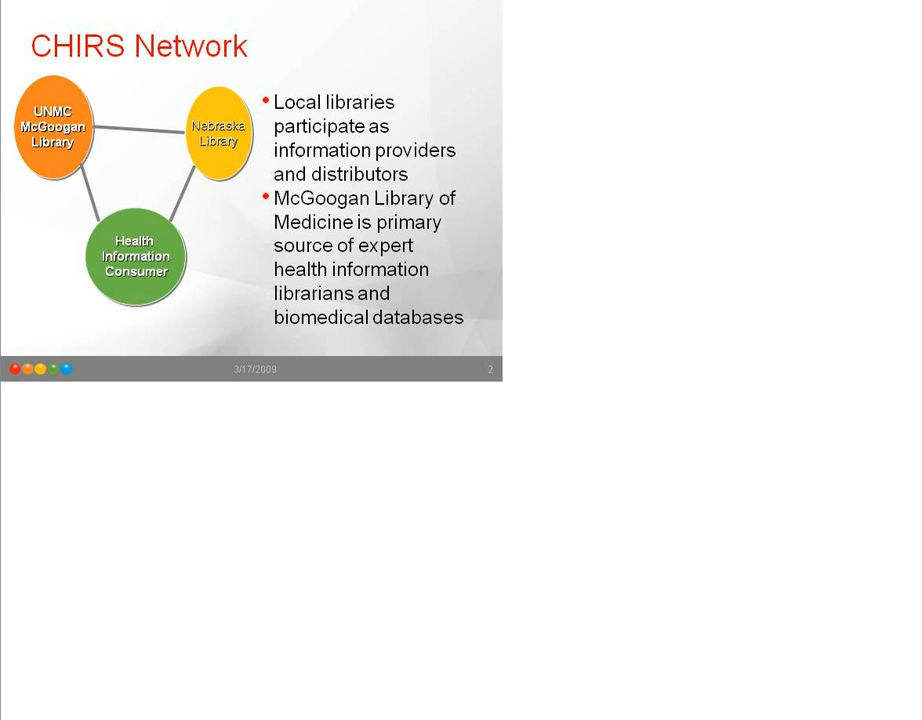 CHIRS Network
UNMC
McGoogan
Library
Nebraska
Library
Health
Information
Consumer
• Local libraries
participate as
information providers
and distributors
• McGoogan Library of
Medicine is primary
source of expert
health information
librarians and
biomedical databases
3/17/2009
2